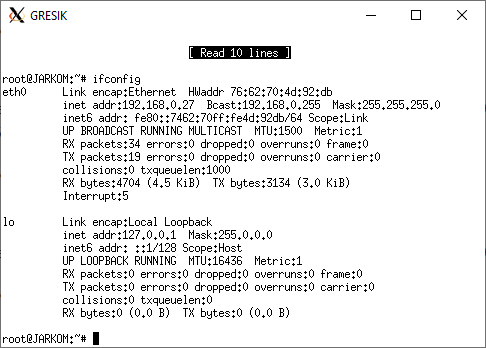 GRESIK
[ Read 10 lines ]
root@JARKOM:~# ifconfig
eth0      Link encap:Ethernet  HWaddr 76:62:70:4d:92:db
          inet addr:192.168.0.27  Bcast:192.168.0.255  Mask:255.255.255.0
          inet6 addr: fe80::7462:70ff:fe4d:92db/64 Scope:Link
          UP BROADCAST RUNNING MULTICAST  MTU:1500  Metric:1
          RX packets:34 errors:0 dropped:0 overruns:0 frame:0
          TX packets:19 errors:0 dropped:0 overruns:0 carrier:0
          collisions:0 txqueuelen:1000
          RX bytes:4704 (4.5 KiB)  TX bytes:3134 (3.0 KiB)
          Interrupt:5
lo        Link encap:Local Loopback
          inet addr:127.0.0.1  Mask:255.0.0.0
          inet6 addr: ::1/128 Scope:Host
          UP LOOPBACK RUNNING  MTU:16436  Metric:1
          RX packets:0 errors:0 dropped:0 overruns:0 frame:0
          TX packets:0 errors:0 dropped:0 overruns:0 carrier:0
          collisions:0 txqueuelen:0
          RX bytes:0 (0.0 B)  TX bytes:0 (0.0 B)
root@JARKOM:~#